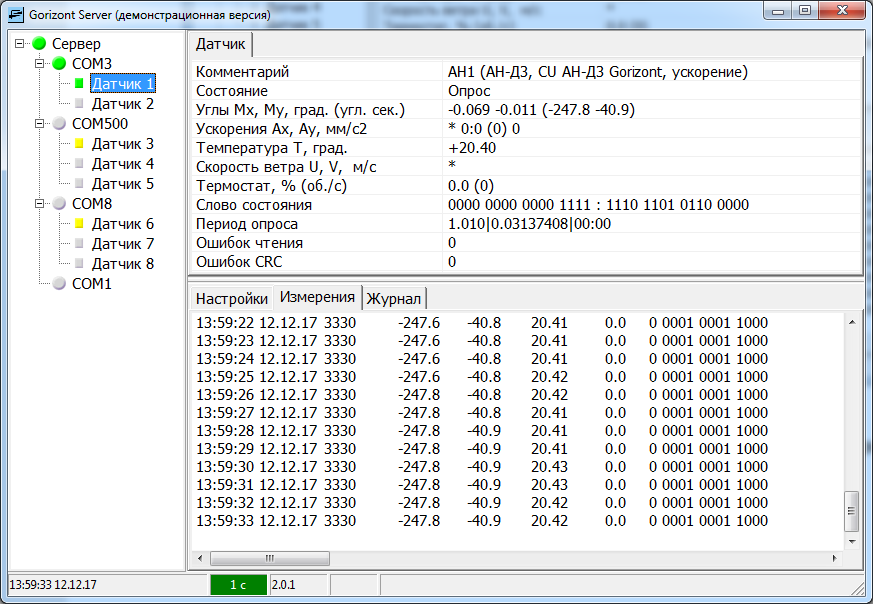 Gorizont Server (демонстрационная версия)
Сервер
COM3
Датчик 1
Датчик 2
COM500
Датчик 3
Датчик 4
Датчик 5
COM8
Датчик 6
Датчик 7
Датчик 8
COM1
Датчик
Комментарий АН1 (АН-Д3, CU АН-Д3 Gorizont, ускорение)
Состояние Опрос
Углы Mx, My, град. (угл. сек.) -0.069 -0.011 (-247.8 -40.9)
Ускорения Ax, Ay, мм/с2 * 0:0 (0) 0
Температура T, град. +20.40
Скорость ветра U, V, м/с *
Термостат, % (об./с) 0.0 (0)
Слово состояния 0000 0000 0000 1111 : 1110 1101 0110 0000
Период опроса 1.010|0.03137408|00:00
Ошибок чтения 0
Ошибок CRC 0
Настройки Измерения Журнал
13:59:22 12.12.17 3330 -247.6 -40.8 20.41 0.0 0 0001 0001 1000
13:59:23 12.12.17 3330 -247.6 -40.8 20.41 0.0 0 0001 0001 1000
13:59:24 12.12.17 3330 -247.6 -40.8 20.41 0.0 0 0001 0001 1000
13:59:25 12.12.17 3330 -247.6 -40.8 20.42 0.0 0 0001 0001 1000
13:59:26 12.12.17 3330 -247.8 -40.8 20.42 0.0 0 0001 0001 1000
13:59:27 12.12.17 3330 -247.8 -40.8 20.41 0.0 0 0001 0001 1000
13:59:28 12.12.17 3330 -247.8 -40.9 20.41 0.0 0 0001 0001 1000
13:59:29 12.12.17 3330 -247.8 -40.9 20.41 0.0 0 0001 0001 1000
13:59:30 12.12.17 3330 -247.8 -40.9 20.43 0.0 0 0001 0001 1000
13:59:31 12.12.17 3330 -247.8 -40.9 20.43 0.0 0 0001 0001 1000
13:59:32 12.12.17 3330 -247.8 -40.9 20.42 0.0 0 0001 0001 1000
13:59:33 12.12.17 3330 -247.8 -40.9 20.42 0.0 0 0001 0001 1000
13:59:33 12.12.17 1 с 2.0.1